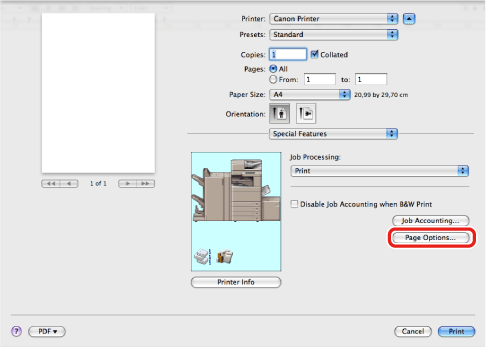 Printer: Canon Printer
Presets: Standard
Copies: 1 Collated
Pages: All
From: 1 to: 1
Paper Size: A4 20,99 by 29,70 cm
Orientation:
Special Features
Job Processing:
Print
1 of 1
Disable Job Accounting when B&W Print
Job Accounting...
Page Options...
Printer Info
? PDF Cancel Print